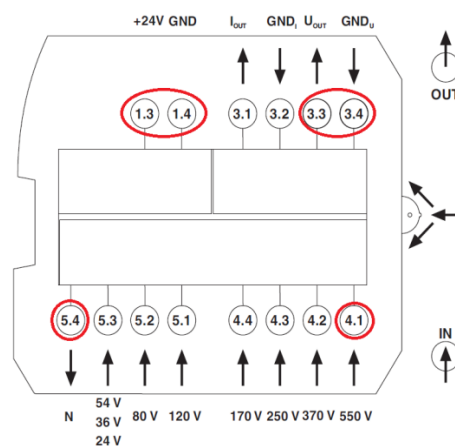 +24V GND IOUT GNDI UOUT GNDU
1.3 1.4 3.1 3.2 3.3 3.4
OUT
5.4 5.3 5.2 5.1 4.4 4.3 4.2 4.1
IN
N 54 V 80 V 120 V 170 V 250 V 370 V 550 V
36 V
24 V